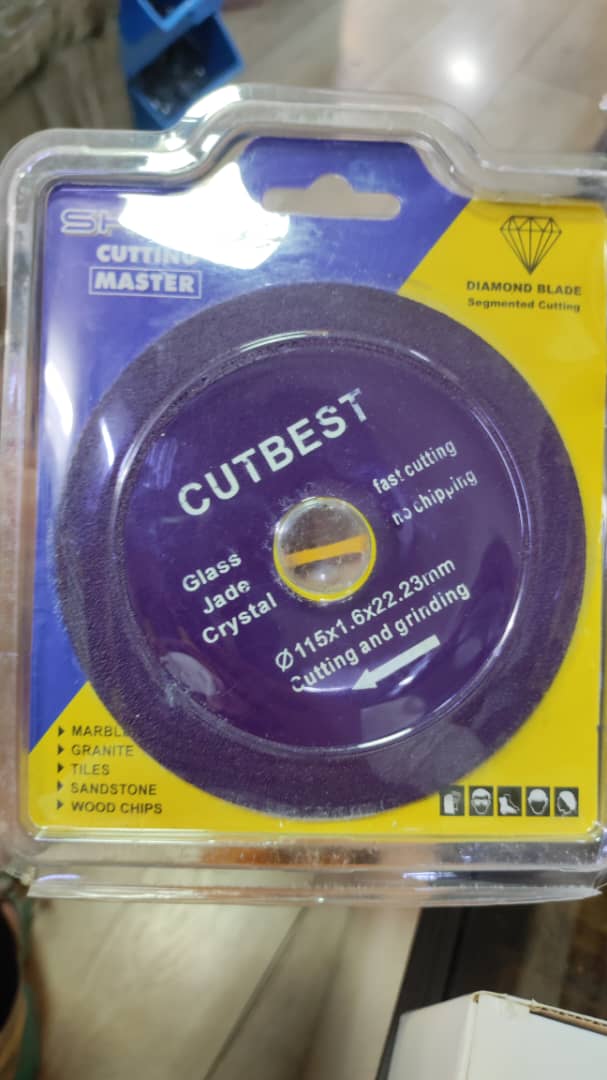 CUTTING
MASTER
DIAMOND BLADE
Segmented Cutting
CUTBEST
fast cutting
no chipping
Glass
Jade
Crystal
Ø115x1.6x22.23mm
Cutting and grinding
MARBLE
GRANITE
TILES
SANDSTONE
WOOD CHIPS